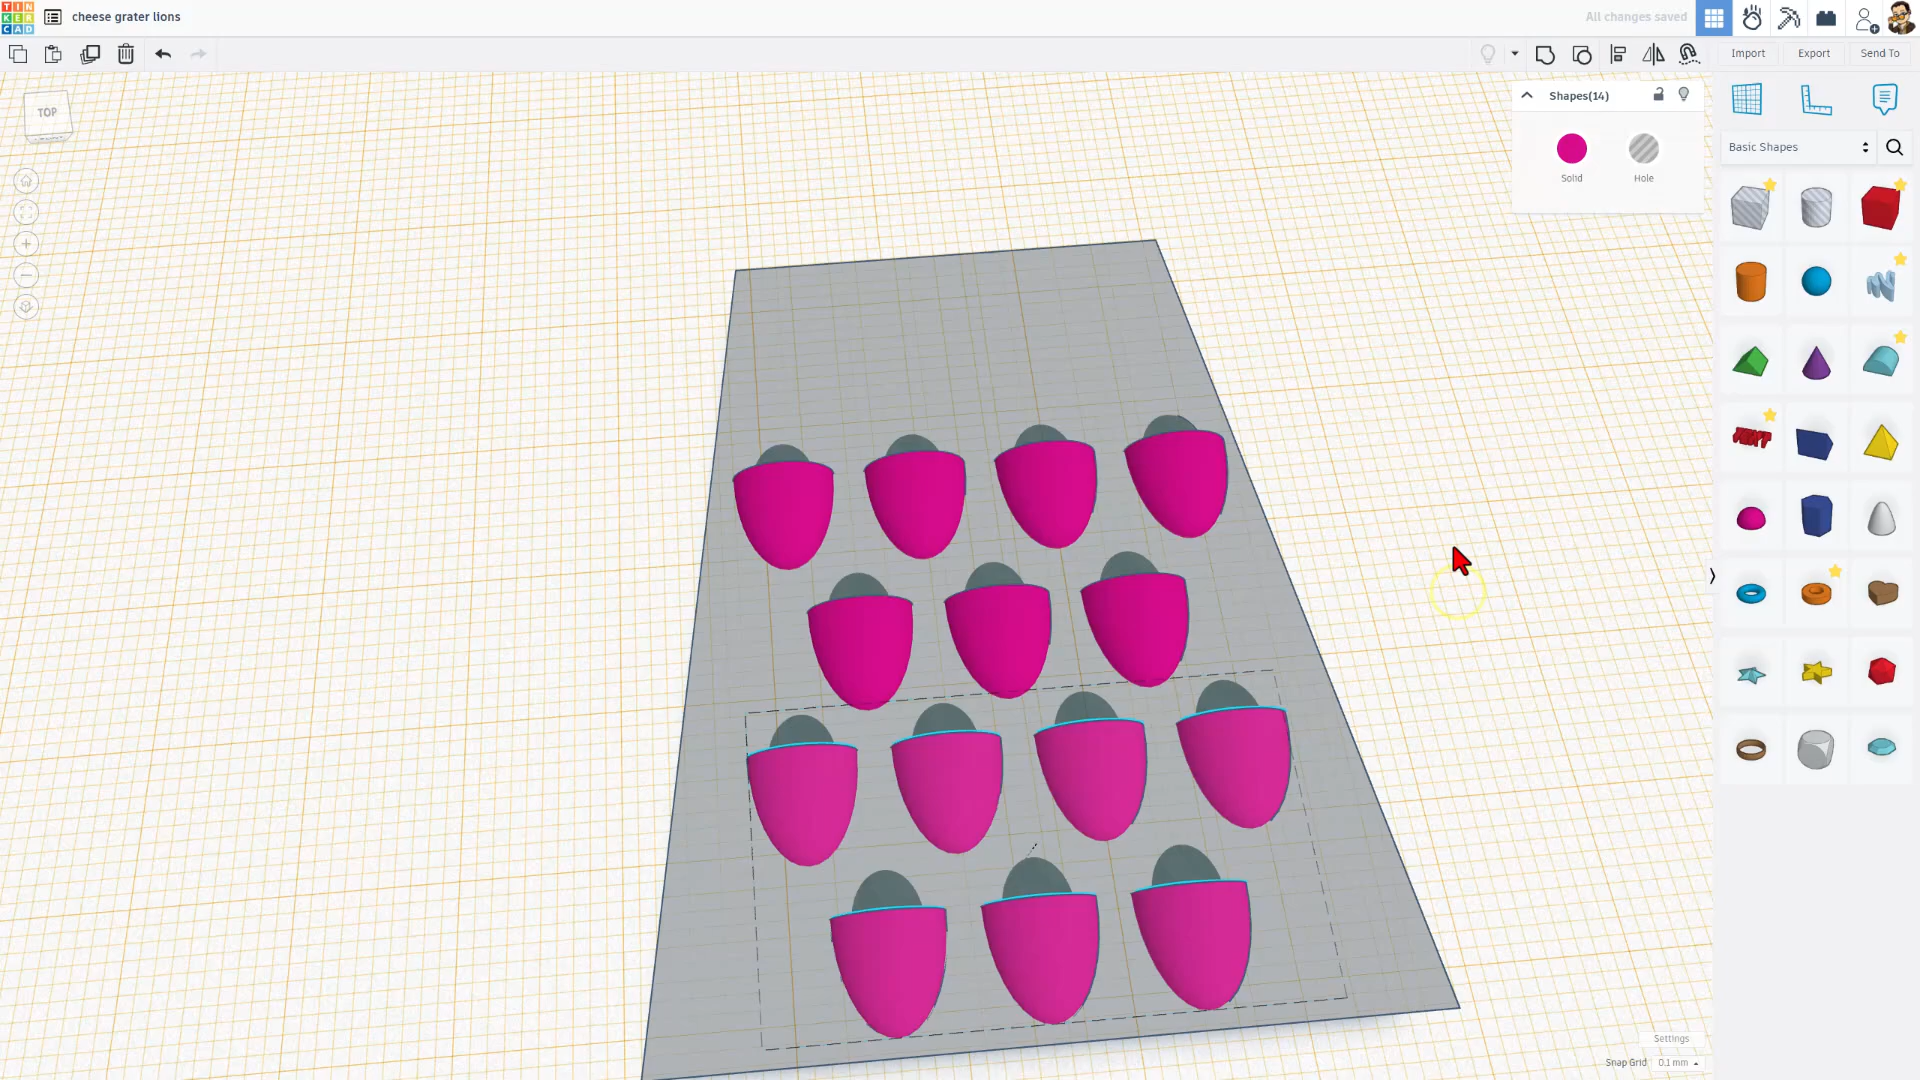 TIN
KER
CAD
cheese grater lions
All changes saved
Import
Export
Send To
TOP
Shapes(14)
Solid
Hole
Basic Shapes
Settings
Snap Grid
0.1 mm